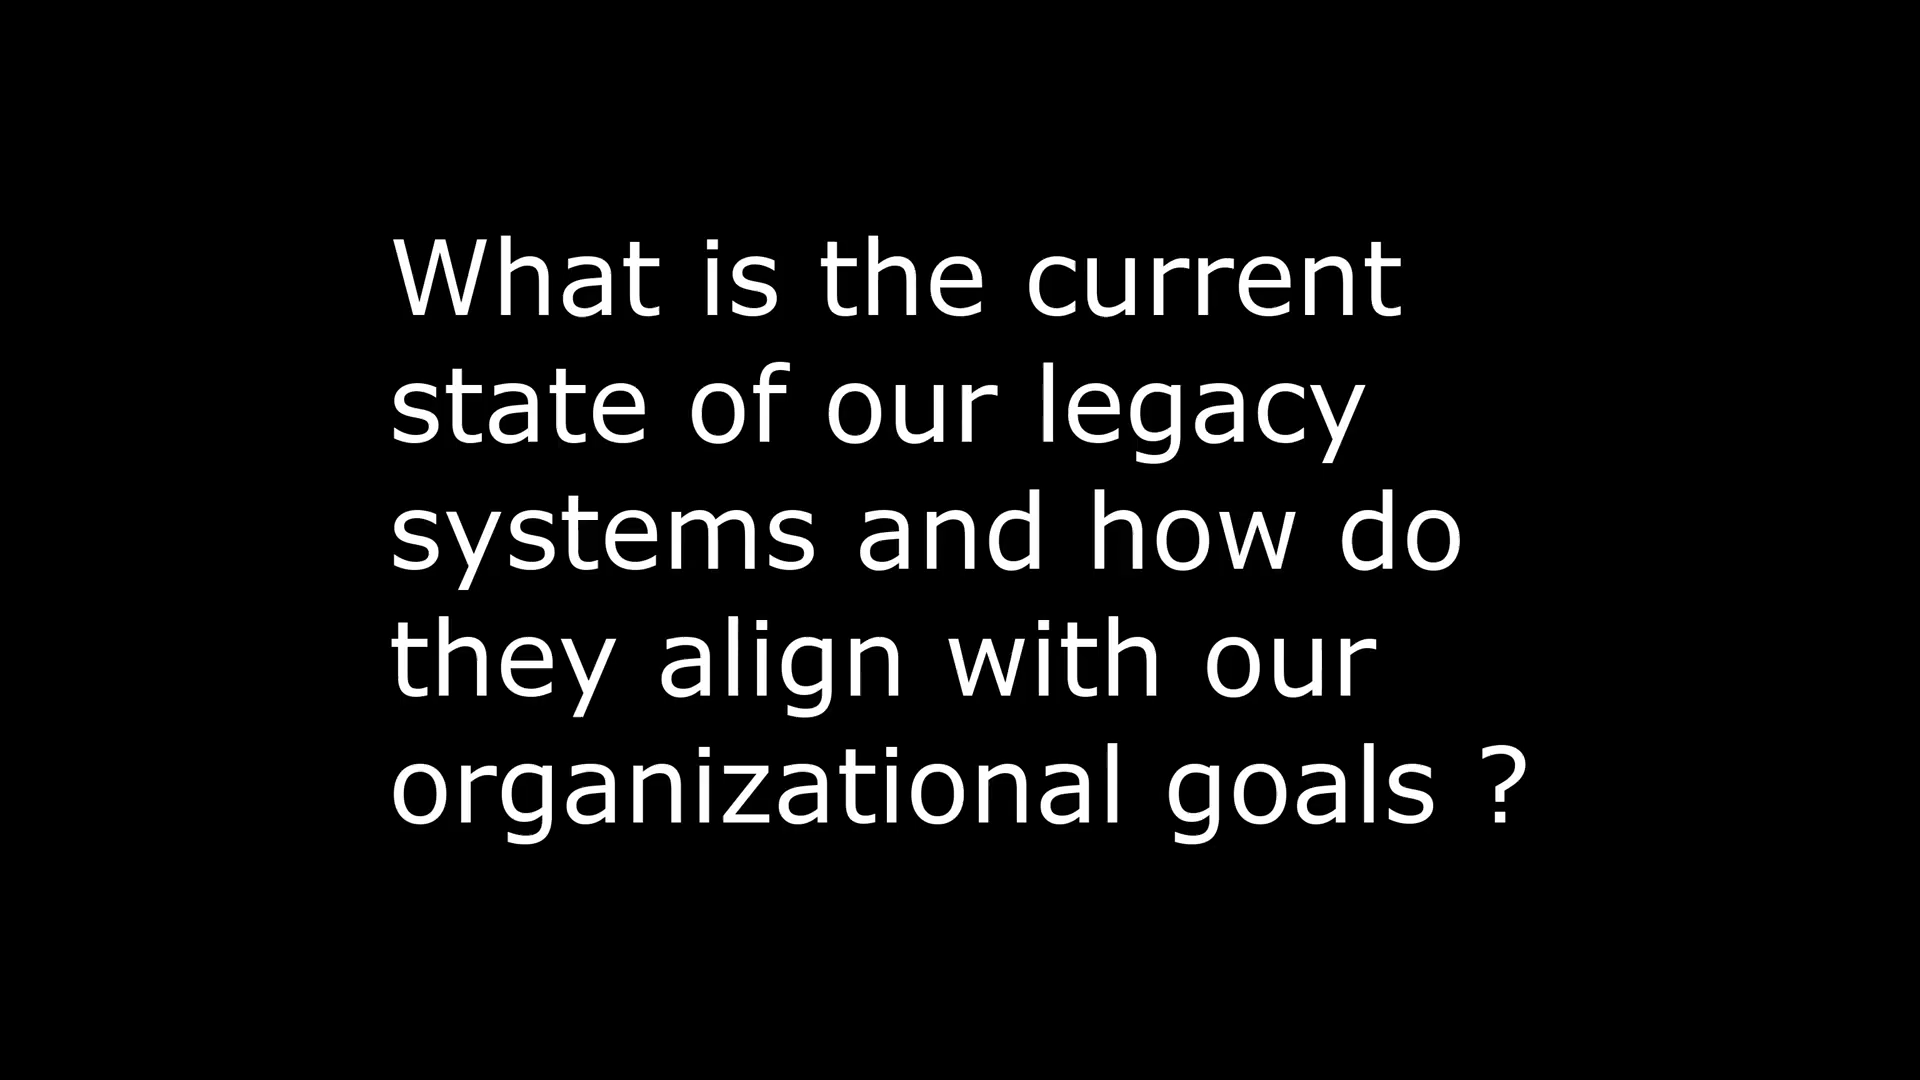 What is the current
state of our legacy
systems and how do
they align with our
organizational goals ?